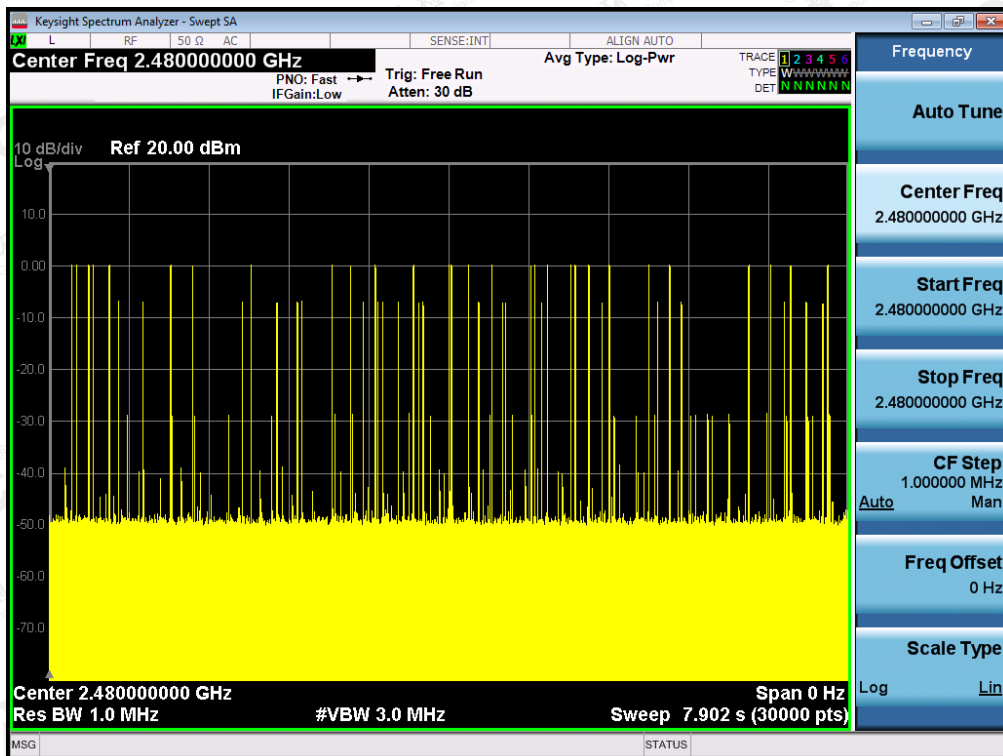 Keysight Spectrum Analyzer - Swept SA
LXI L RF 50 Ω AC SENSE:INT ALIGN AUTO
Center Freq 2.480000000 GHz
PNO: Fast
IFGain:Low
Trig: Free Run
Atten: 30 dB
Avg Type: Log-Pwr
TRACE 1 2 3 4 5 6
TYPE W
DET N N N N N N
10 dB/div Ref 20.00 dBm
Log
10.0
0.00
-10.0
-20.0
-30.0
-40.0
-50.0
-60.0
-70.0
Center 2.480000000 GHz Span 0 Hz
Res BW 1.0 MHz #VBW 3.0 MHz Sweep 7.902 s (30000 pts)
MSG STATUS
Frequency
Auto Tune
Center Freq
2.480000000 GHz
Start Freq
2.480000000 GHz
Stop Freq
2.480000000 GHz
CF Step
1.000000 MHz
Auto Man
Freq Offset
0 Hz
Scale Type
Log Lin